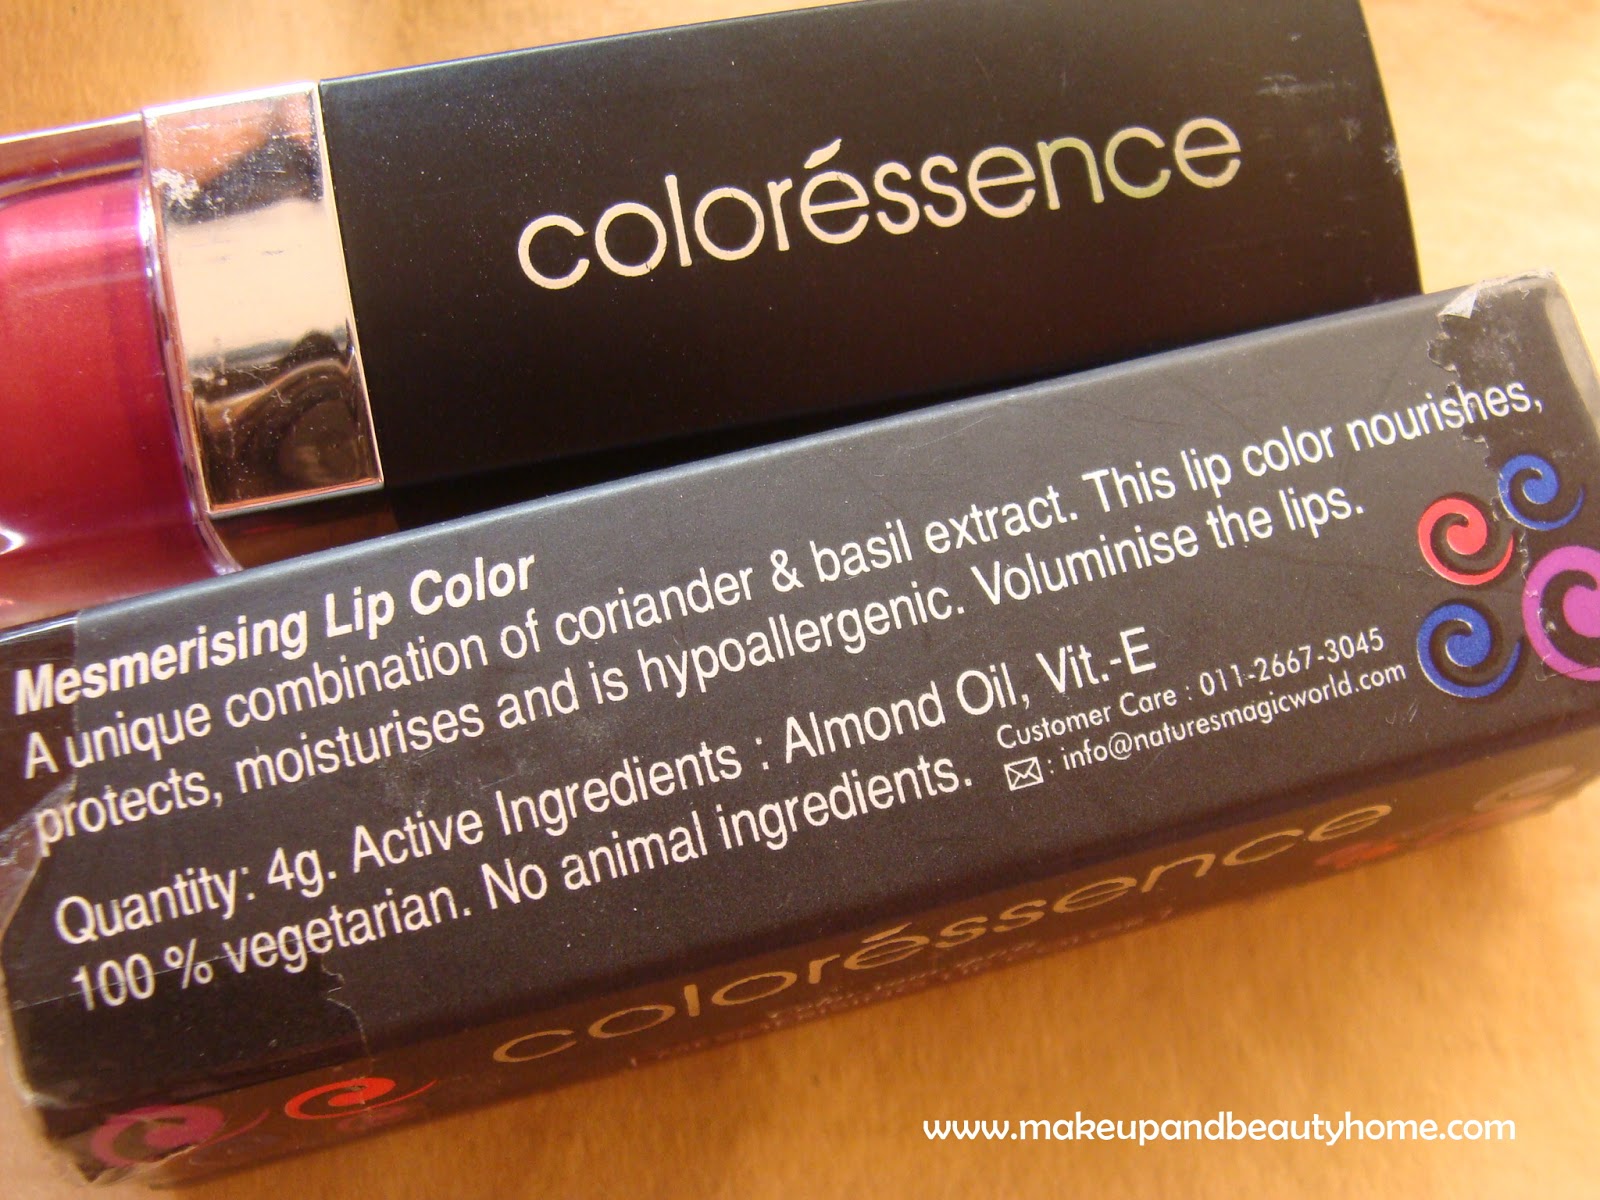 coloréssence
Mesmerising Lip Color
A unique combination of coriander & basil extract. This lip color nourishes,
protects, moisturises and is hypoallergenic. Voluminise the lips.
Quantity: 4g. Active Ingredients : Almond Oil, Vit.-E
100 % vegetarian. No animal ingredients.
Customer Care : 011-2667-3045
: info@naturesmagicworld.com
coloréssence
www.makeupandbeautyhome.com